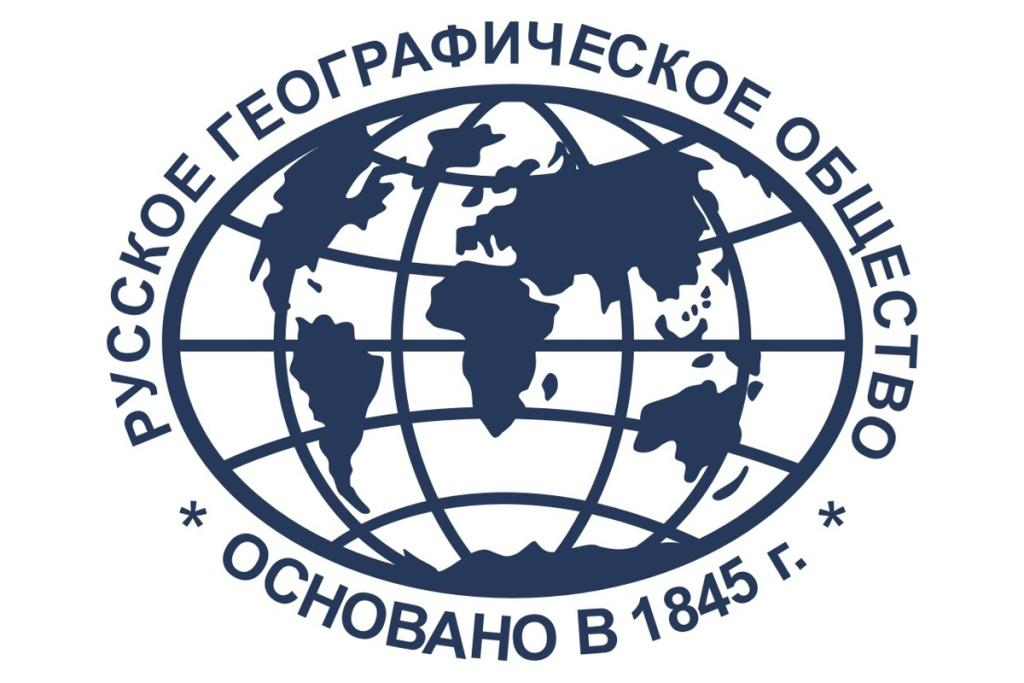 РУССКОЕ ГЕОГРАФИЧЕСКОЕ ОБЩЕСТВО
* ОСНОВАНО В 1845 г. *